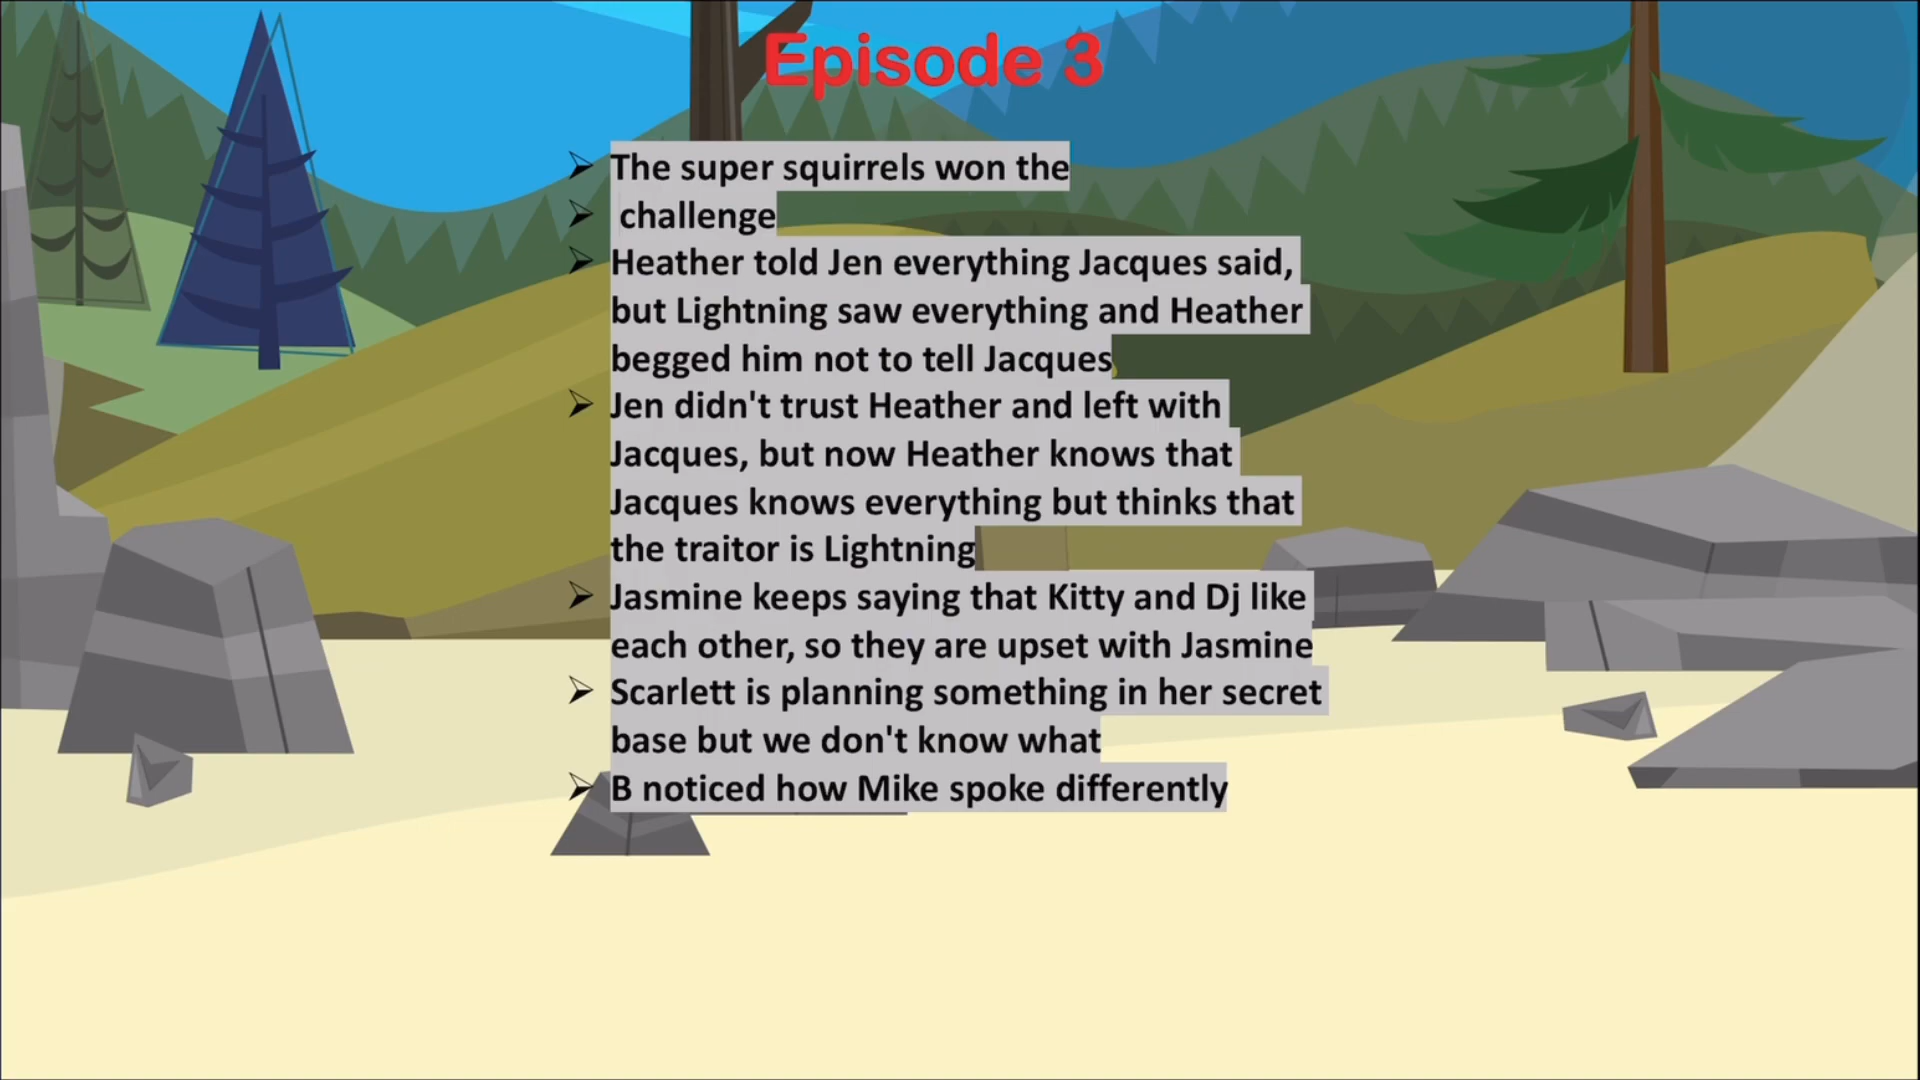 Episode 3
➢ The super squirrels won the
➢ challenge
➢ Heather told Jen everything Jacques said,
but Lightning saw everything and Heather
begged him not to tell Jacques
➢ Jen didn't trust Heather and left with
Jacques, but now Heather knows that
Jacques knows everything but thinks that
the traitor is Lightning
➢ Jasmine keeps saying that Kitty and Dj like
each other, so they are upset with Jasmine
➢ Scarlett is planning something in her secret
base but we don't know what
➢ B noticed how Mike spoke differently